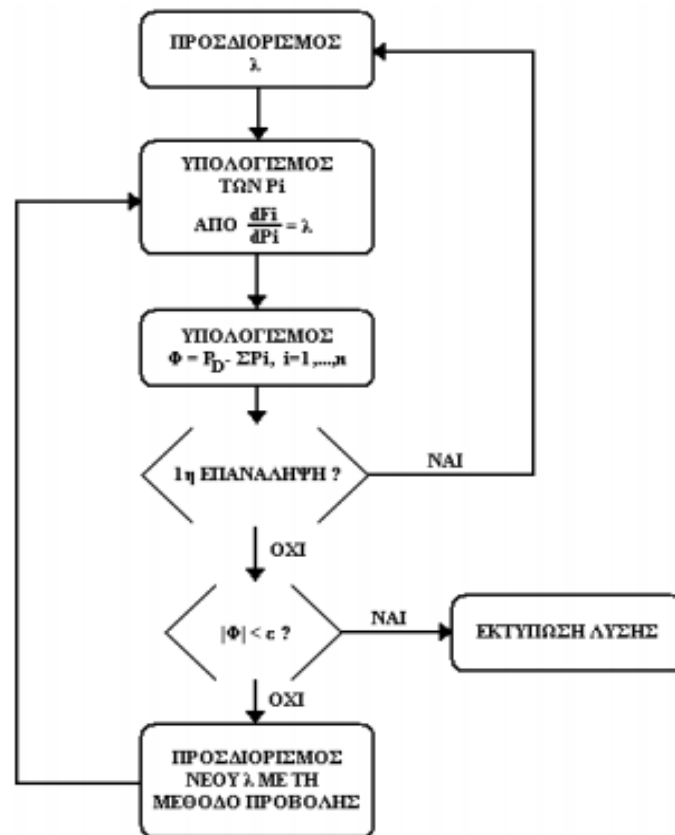 ΠΡΟΣΔΙΟΡΙΣΜΟΣ
λ
ΥΠΟΛΟΓΙΣΜΟΣ
ΤΩΝ Pi
ΑΠΟ dFi/dPi = λ
ΥΠΟΛΟΓΙΣΜΟΣ
Φ = P_D - ΣPi, i=1,...,n
1η ΕΠΑΝΑΛΗΨΗ ?
ΝΑΙ
ΟΧΙ
|Φ| < ε ?
ΝΑΙ
ΕΚΤΥΠΩΣΗ ΛΥΣΗΣ
ΟΧΙ
ΠΡΟΣΔΙΟΡΙΣΜΟΣ
ΝΕΟΥ λ ΜΕ ΤΗ
ΜΕΘΟΔΟ ΠΡΟΒΟΛΗΣ